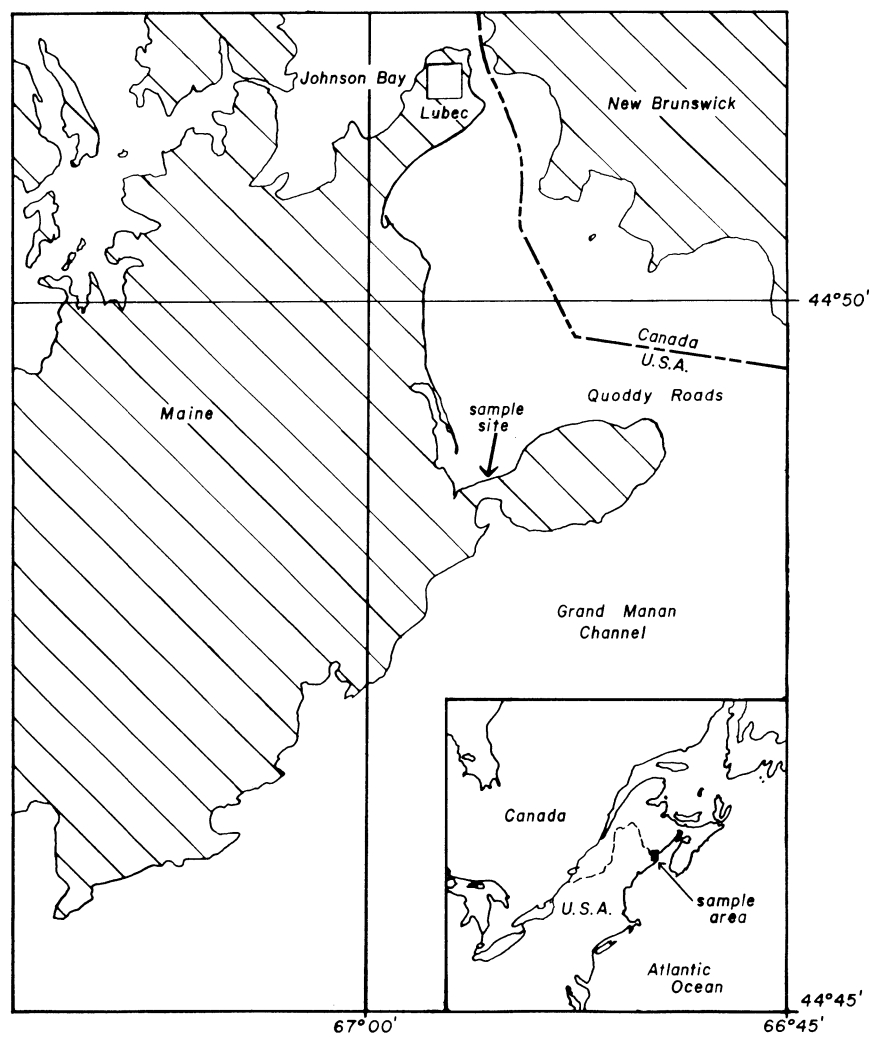 Johnson Bay
Lubec
New Brunswick
44°50'
Canada
U.S.A.
Quoddy Roads
Maine
sample
site
Grand Manan
Channel
Canada
U.S.A.
sample
area
Atlantic
Ocean
44°45'
67°00'
66°45'